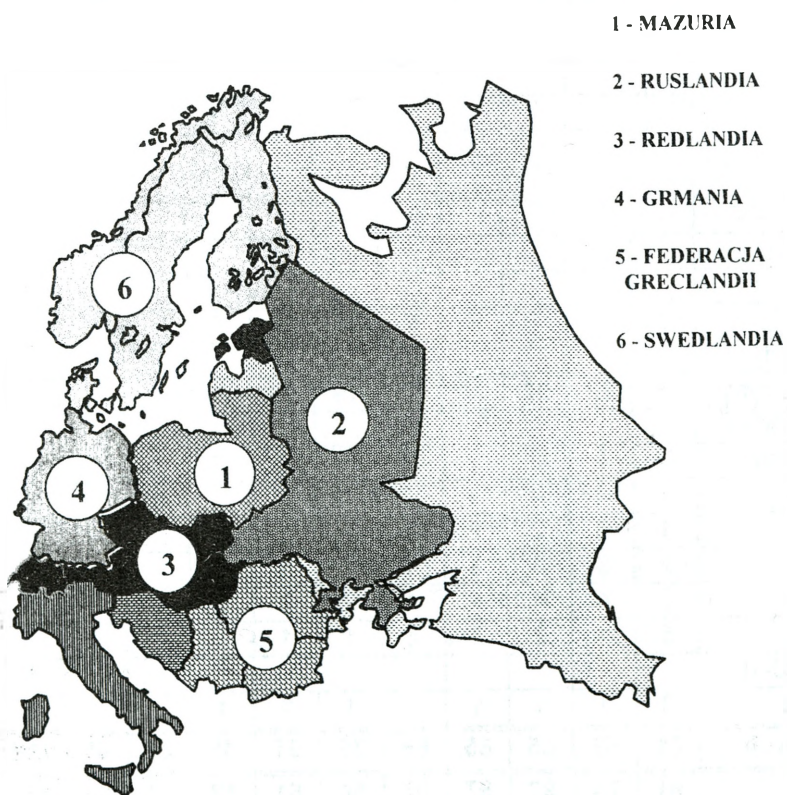 1 - MAZURIA
2 - RUSLANDIA
3 - REDLANDIA
4 - GRMANIA
5 - FEDERACJA
GRECLANDII
6 - SWEDLANDIA
6
2
1
4
3
5